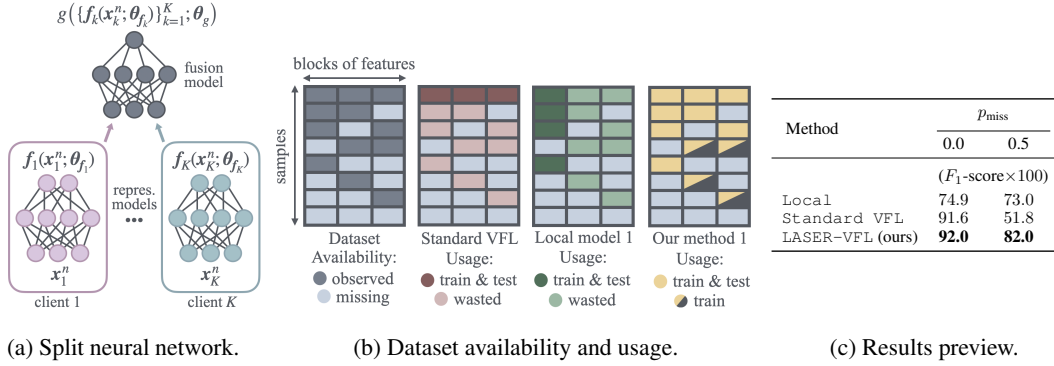 g({f_k(x_k^n; θ_{f_k})}_{k=1}^K; θ_g)
fusion
model
f_1(x_1^n; θ_{f_1})
f_K(x_K^n; θ_{f_K})
repres.
models
...
x_1^n
x_K^n
client 1
client K
(a) Split neural network.
blocks of features
samples
Dataset
Availability:
observed
missing
Standard VFL
Usage:
train & test
wasted
Local model 1
Usage:
train & test
wasted
Our method 1
Usage:
train & test
train
(b) Dataset availability and usage.
Method p_miss
0.0 0.5
(F_1-score×100)
Local 74.9 73.0
Standard VFL 91.6 51.8
LASER-VFL (ours) 92.0 82.0
(c) Results preview.